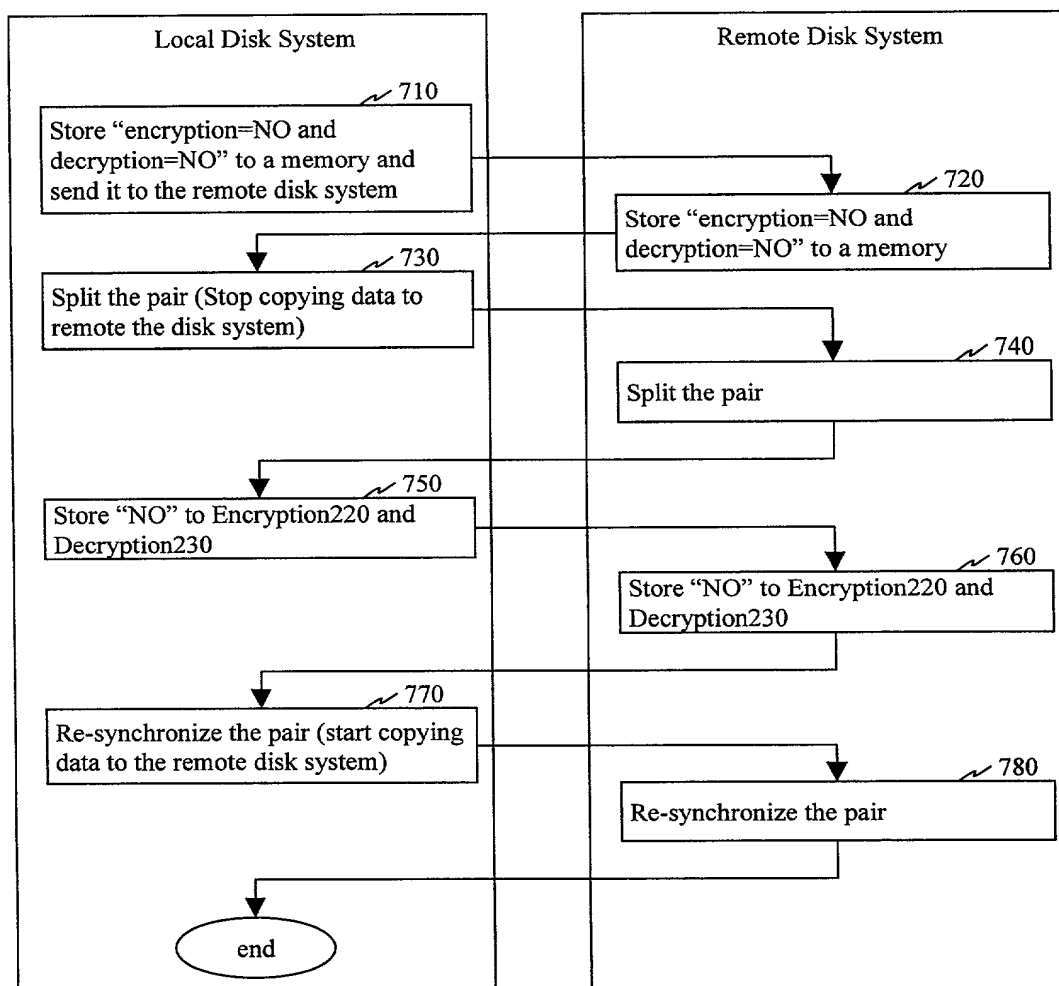 Local Disk System
Remote Disk System
710
Store “encryption=NO and
decryption=NO” to a memory and
send it to the remote disk system
720
Store “encryption=NO and
decryption=NO” to a memory
730
Split the pair (Stop copying data to
remote the disk system)
740
Split the pair
750
Store “NO” to Encryption220 and
Decryption230
760
Store “NO” to Encryption220 and
Decryption230
770
Re-synchronize the pair (start copying
data to the remote disk system)
780
Re-synchronize the pair
end